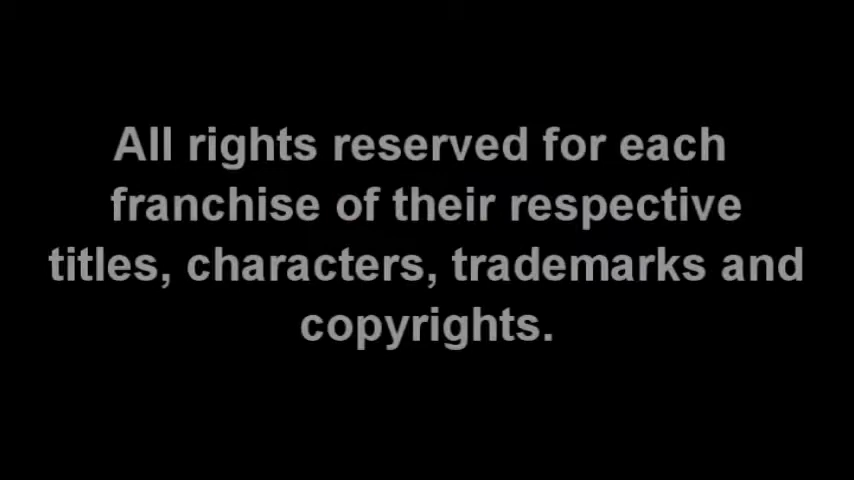 All rights reserved for each
franchise of their respective
titles, characters, trademarks and
copyrights.